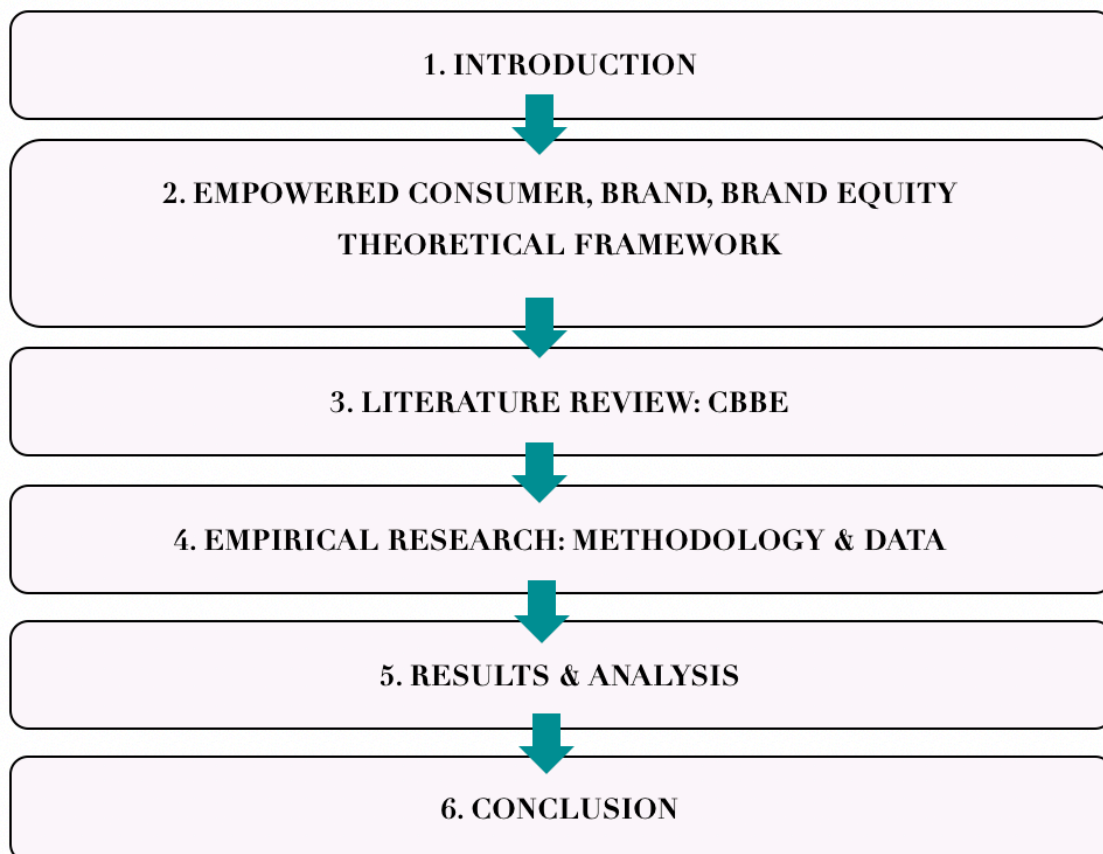 1. INTRODUCTION
2. EMPOWERED CONSUMER, BRAND, BRAND EQUITY
THEORETICAL FRAMEWORK
3. LITERATURE REVIEW: CBBE
4. EMPIRICAL RESEARCH: METHODOLOGY & DATA
5. RESULTS & ANALYSIS
6. CONCLUSION